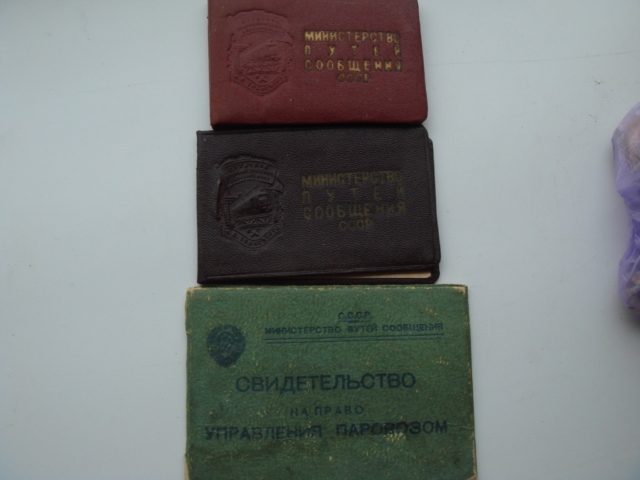 МИНИСТЕРСТВО
ПУТЕЙ
СООБЩЕНИЯ
СССР
МИНИСТЕРСТВО
ПУТЕЙ
СООБЩЕНИЯ
СССР
С.С.С.Р.
МИНИСТЕРСТВО ПУТЕЙ СООБЩЕНИЯ
СВИДЕТЕЛЬСТВО
НА ПРАВО
УПРАВЛЕНИЯ ПАРОВОЗОМ